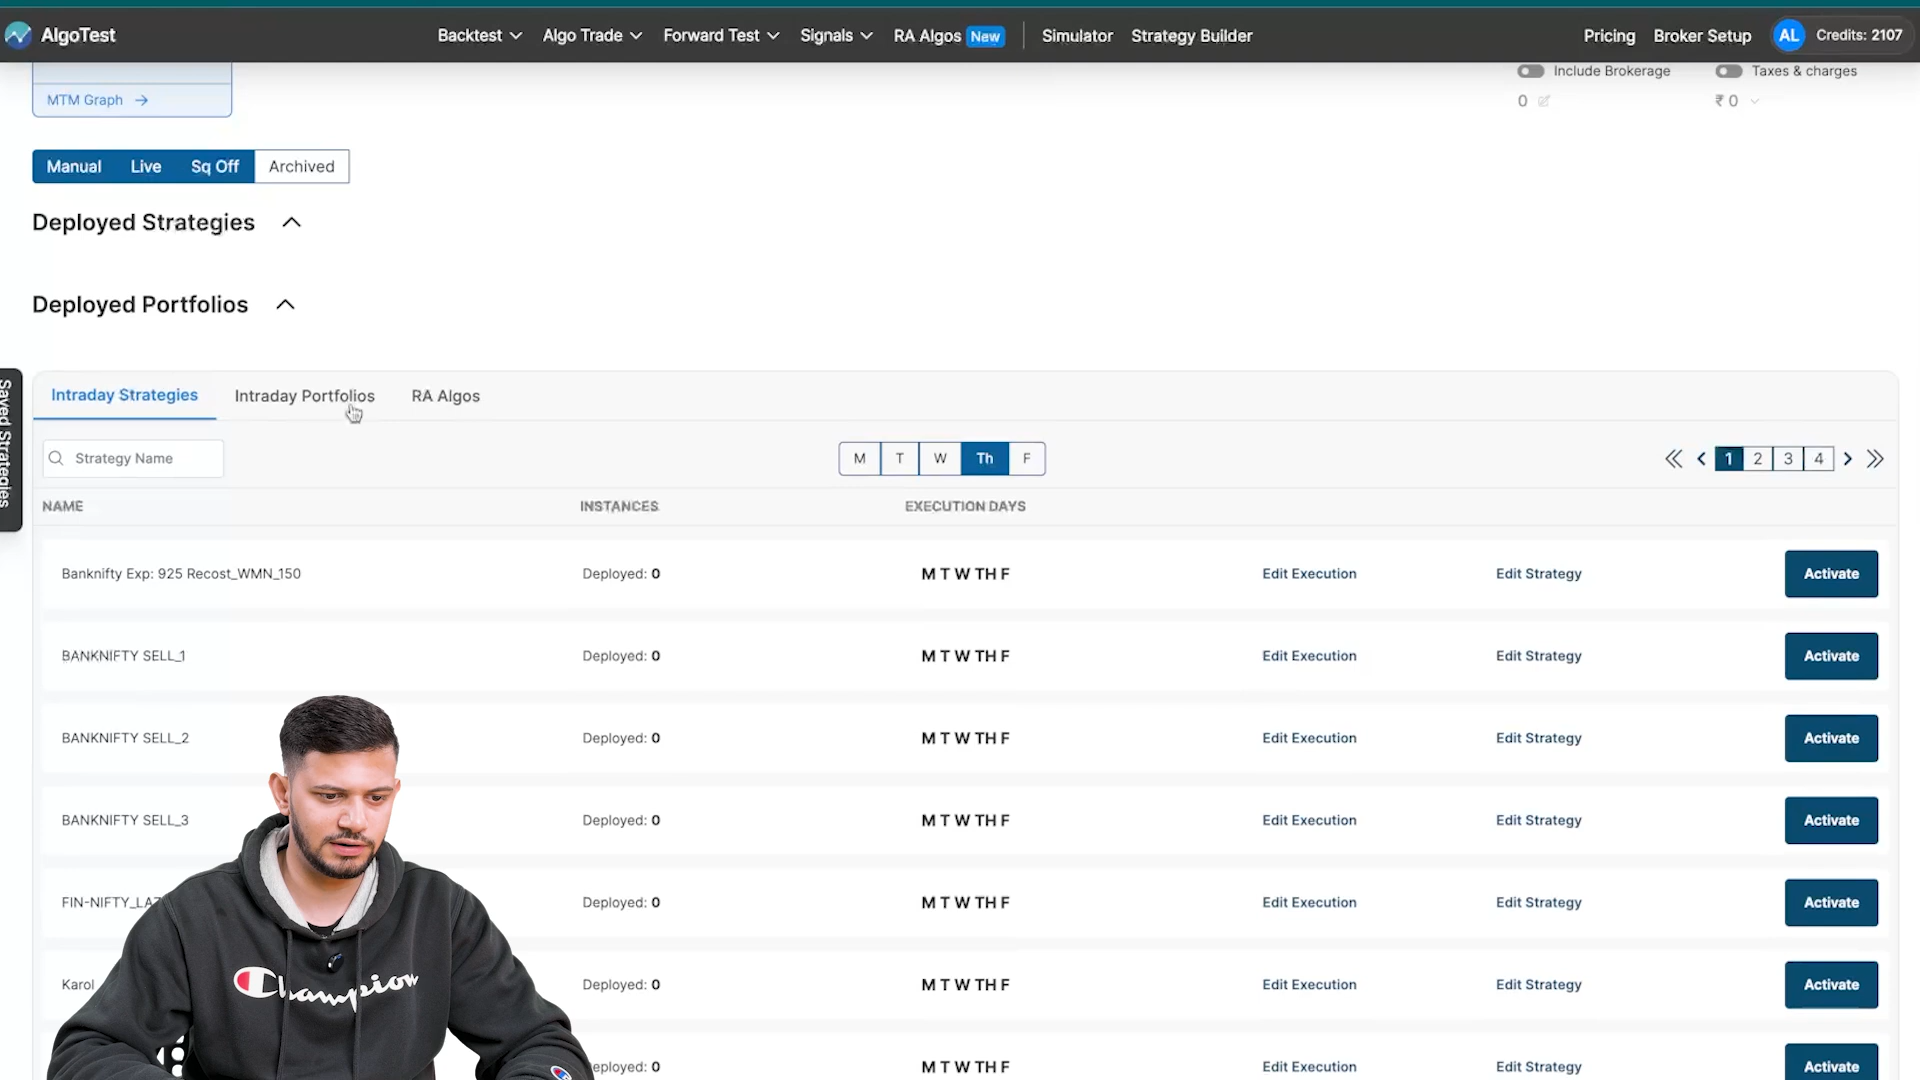 AlgoTest
Backtest
Algo Trade
Forward Test
Signals
RA Algos New
Simulator
Strategy Builder
Pricing
Broker Setup
AL
Credits: 2107
MTM Graph
Include Brokerage
Taxes & charges
0
₹ 0
Manual Live Sq Off Archived
Deployed Strategies
Deployed Portfolios
Saved Strategies
Intraday Strategies
Intraday Portfolios
RA Algos
Strategy Name
M T W Th F
1 2 3 4
NAME INSTANCES EXECUTION DAYS
Banknifty Exp: 925 Recost_WMN_150 Deployed: 0 M T W TH F Edit Execution Edit Strategy Activate
BANKNIFTY SELL_1 Deployed: 0 M T W TH F Edit Execution Edit Strategy Activate
BANKNIFTY SELL_2 Deployed: 0 M T W TH F Edit Execution Edit Strategy Activate
BANKNIFTY SELL_3 Deployed: 0 M T W TH F Edit Execution Edit Strategy Activate
FIN-NIFTY_LAZ Deployed: 0 M T W TH F Edit Execution Edit Strategy Activate
Karol Deployed: 0 M T W TH F Edit Execution Edit Strategy Activate
eployed: 0 M T W TH F Edit Execution Edit Strategy Activate
Champion